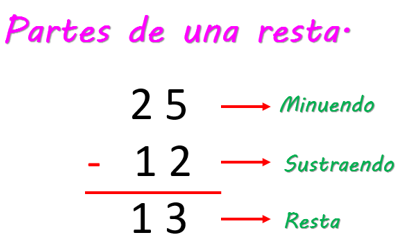 Partes de una resta.
25 → Minuendo
- 12 → Sustraendo
13 → Resta